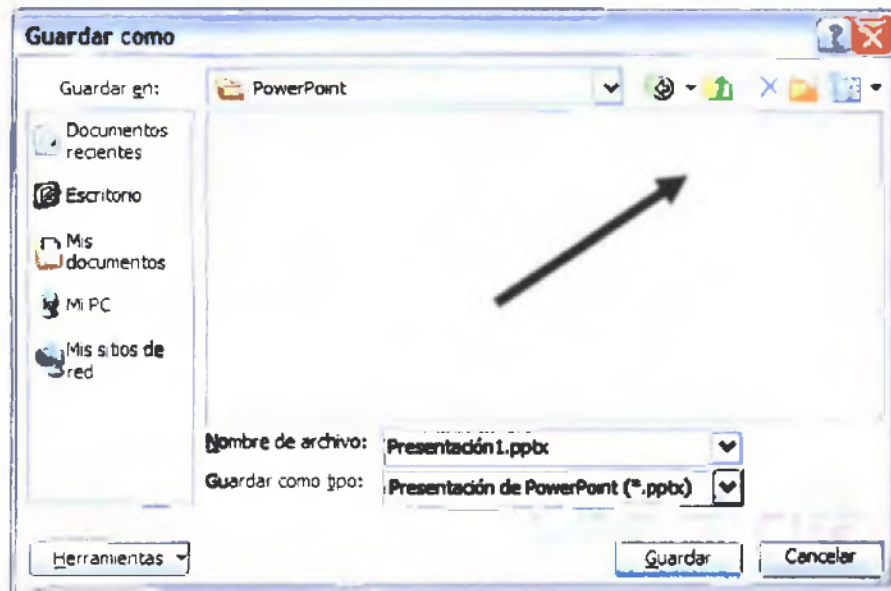 Guardar como
Guardar en:
PowerPoint
Documentos
recientes
Escritorio
Mis
documentos
Mi PC
Mis sitios de
red
Nombre de archivo:
Presentación1.pptx
Guardar como tipo:
Presentación de PowerPoint (*.pptx)
Herramientas
Guardar
Cancelar